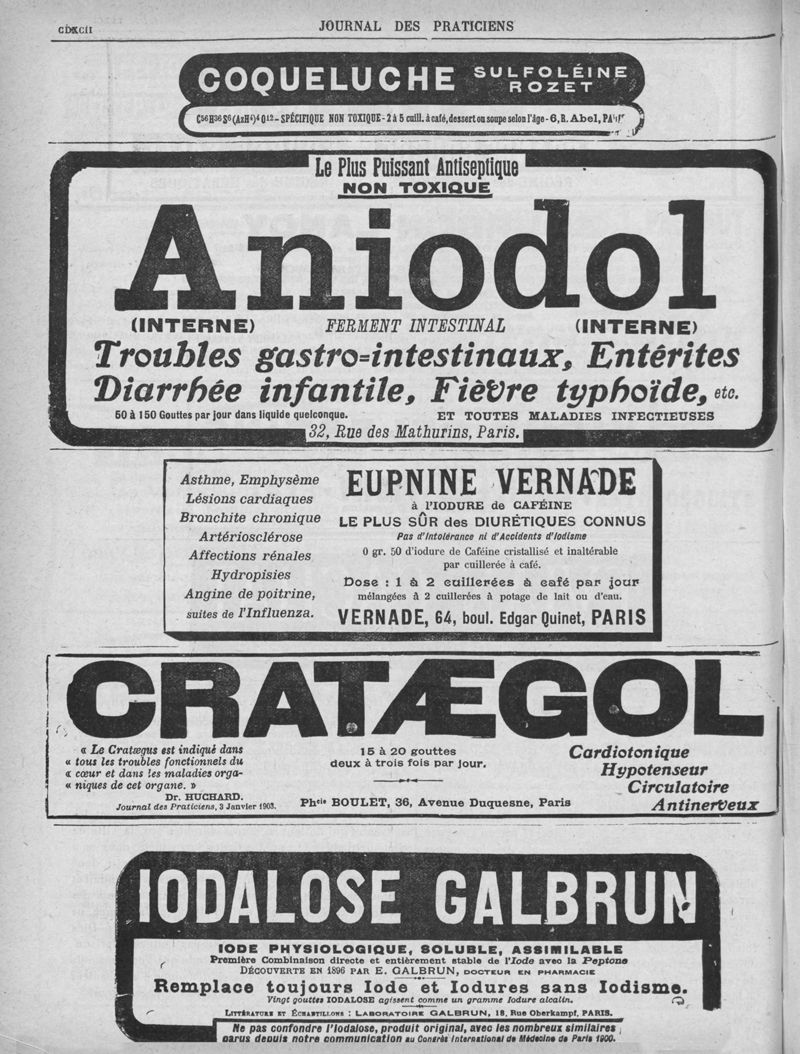 CDXCII
JOURNAL DES PRATICIENS
COQUELUCHE SULFOLÉINE
ROZET
C56H36 S6 (AzH4)4 O12 - SPÉCIFIQUE NON TOXIQUE - 2 à 5 cuill. à café, dessert ou soupe selon l'âge - 6, R. Abel,
Le Plus Puissant Antiseptique
NON TOXIQUE
Aniodol
(INTERNE) FERMENT INTESTINAL (INTERNE)
Troubles gastro=intestinaux, Entérites
Diarrhée infantile, Fièvre typhoïde, etc.
50 à 150 Gouttes par jour dans liquide quelconque. ET TOUTES MALADIES INFECTIEUSES
32, Rue des Mathurins, Paris.
Asthme, Emphysème
Lésions cardiaques
Bronchite chronique
Artériosclérose
Affections rénales
Hydropisies
Angine de poitrine,
suites de l'Influenza.
EUPNINE VERNADE
à l'IODURE de CAFÉINE
LE PLUS SÛR des DIURÉTIQUES CONNUS
Pas d'Intolérance ni d'Accidents d'Iodisme
0 gr. 50 d'iodure de Caféine cristallisé et inaltérable
par cuillerée à café.
Dose : 1 à 2 cuillerées à café par jour
mélangées à 2 cuillerées à potage de lait ou d'eau.
VERNADE, 64, boul. Edgar Quinet, PARIS
CRATÆGOL
« Le Cratægus est indiqué dans
« tous les troubles fonctionnels du
« cœur et dans les maladies orga-
« niques de cet organe. »
Dr. HUCHARD.
Journal des Praticiens, 3 Janvier 1903.
15 à 20 gouttes
deux à trois fois par jour.
Phcie BOULET, 36, Avenue Duquesne, Paris
Cardiotonique
Hypotenseur
Circulatoire
Antinerveux
IODALOSE GALBRUN
IODE PHYSIOLOGIQUE, SOLUBLE, ASSIMILABLE
Première Combinaison directe et entièrement stable de l'Iode avec la Peptone
DÉCOUVERTE EN 1896 PAR E. GALBRUN, DOCTEUR EN PHARMACIE
Remplace toujours Iode et Iodures sans Iodisme.
Vingt gouttes IODALOSE agissent comme un gramme Iodure alcalin.
LITTÉRATURE ET ÉCHANTILLONS : LABORATOIRE GALBRUN, 18, Rue Oberkampf, PARIS.
Ne pas confondre l'Iodalose, produit original, avec les nombreux similaires
parus depuis notre communication au Congrès International de Médecine de Paris 1900.